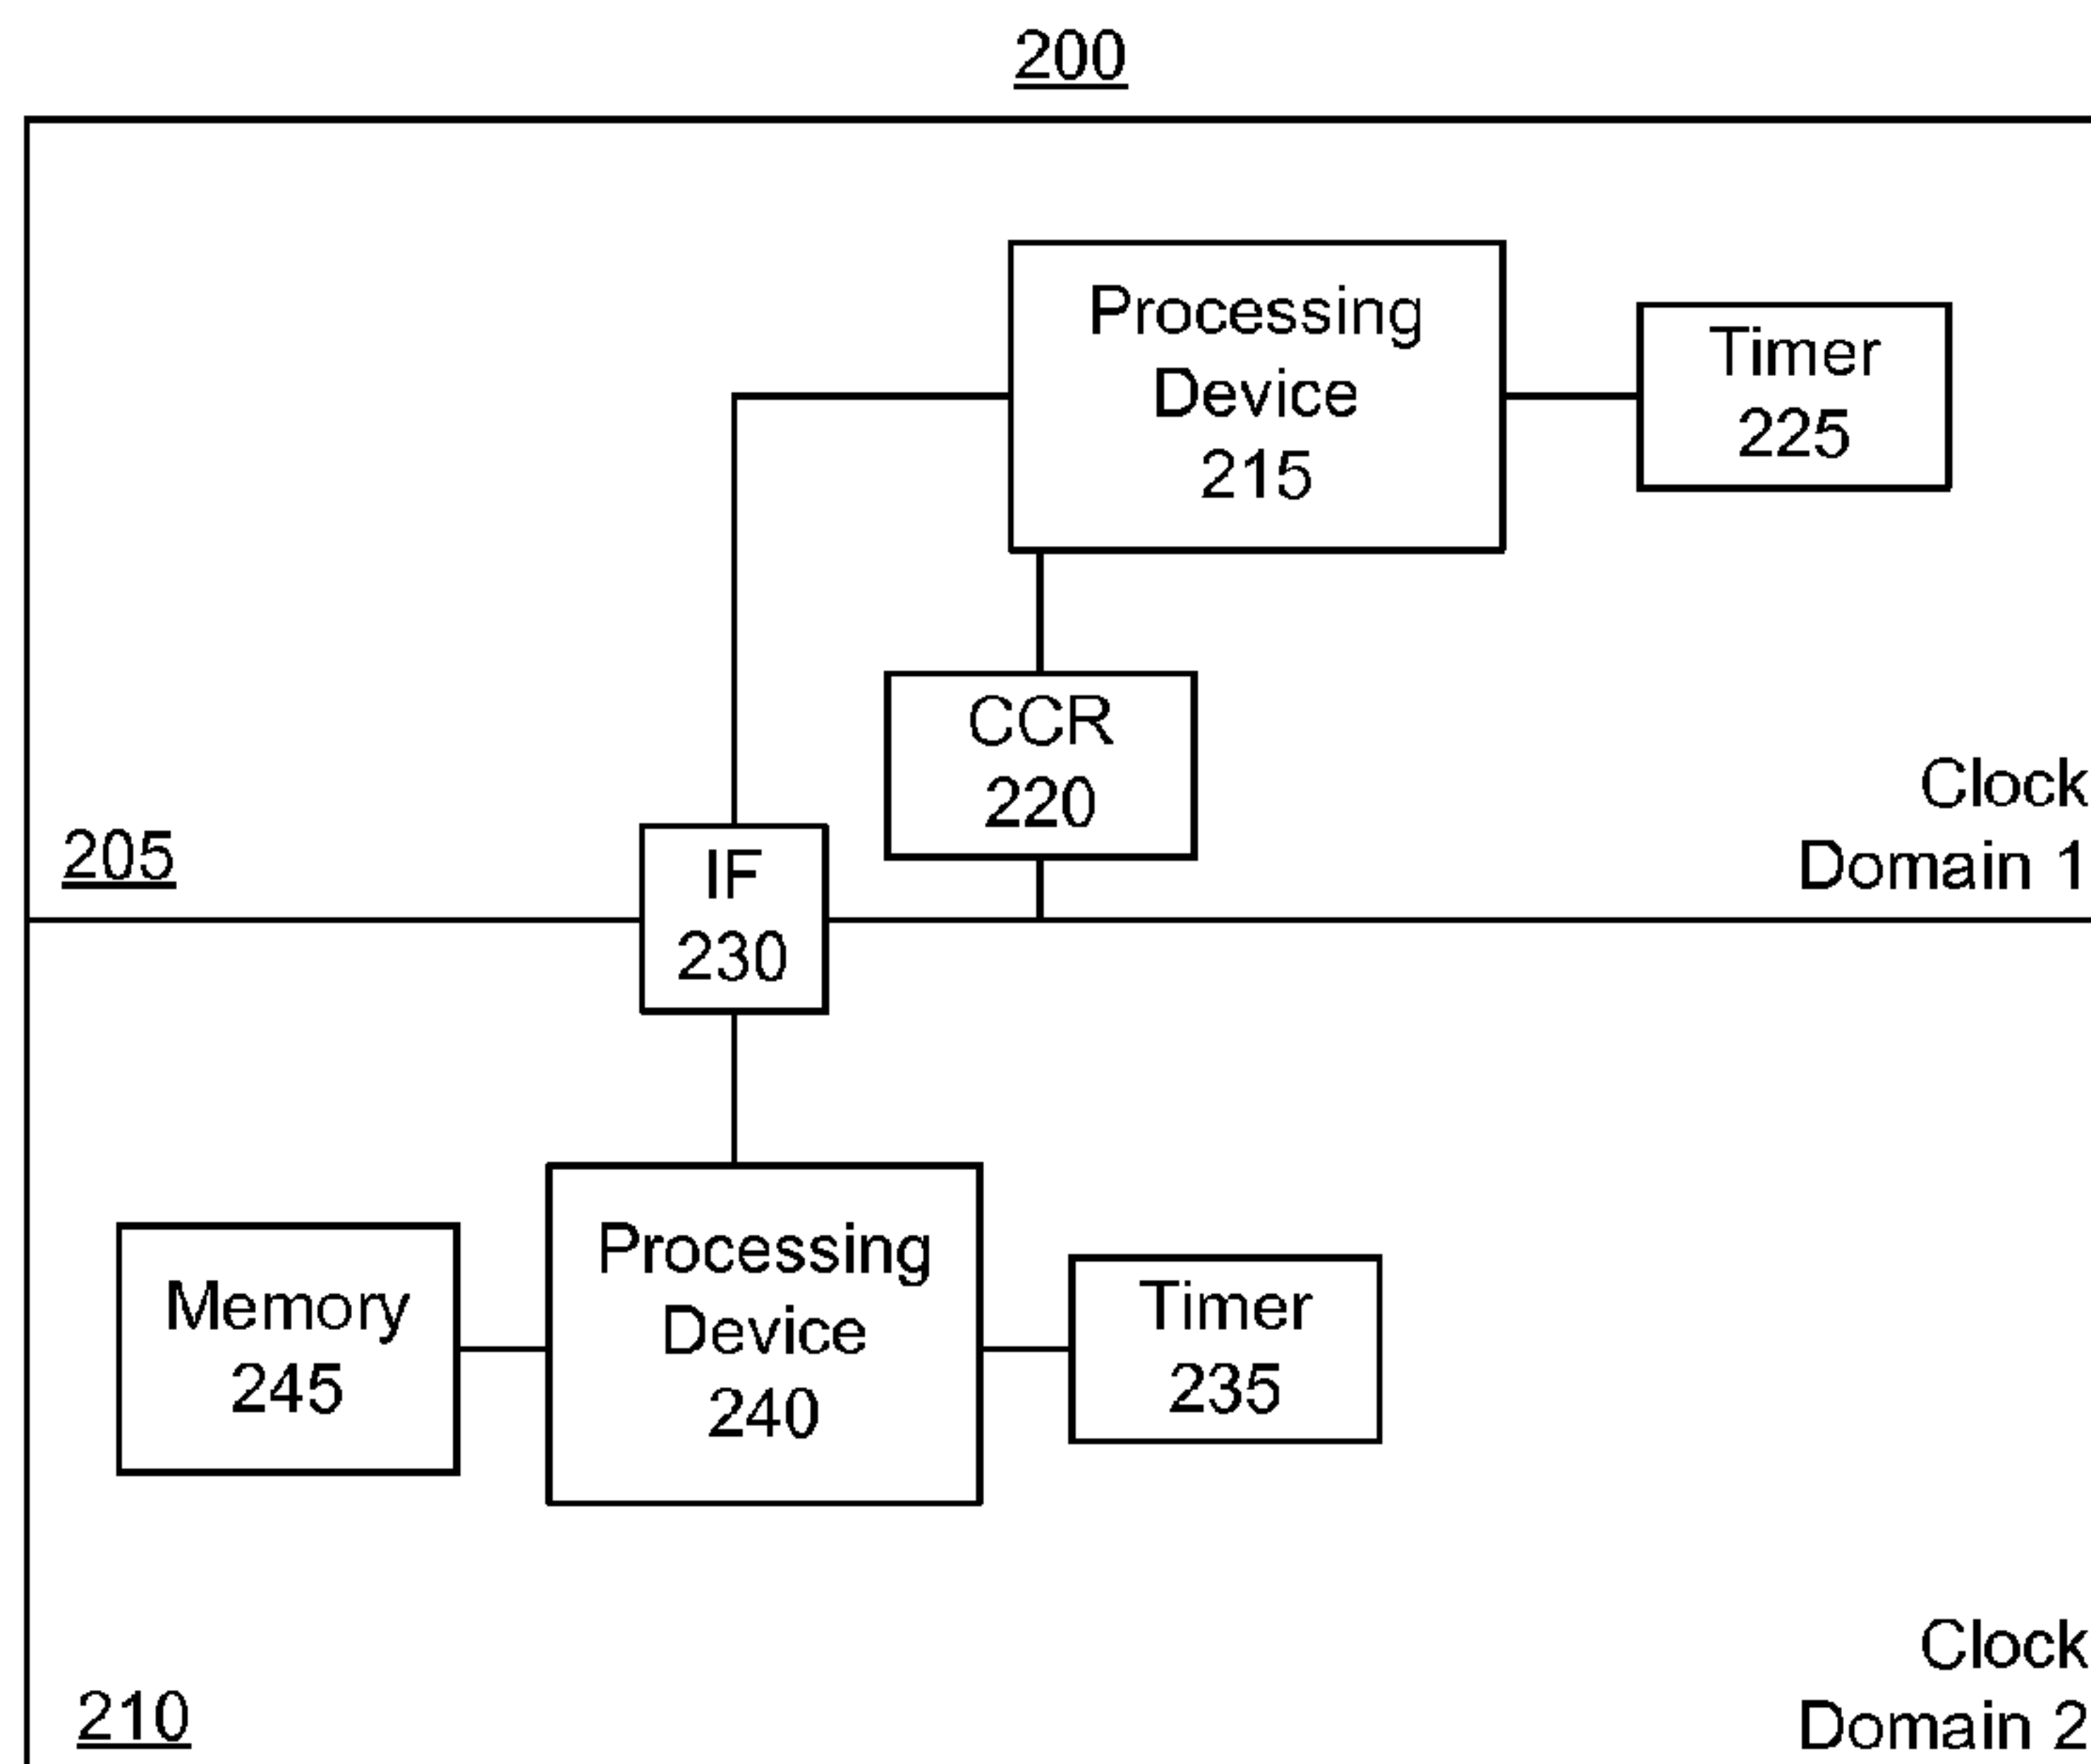 200
Processing
Device
215
Timer
225
CCR
220
Clock
Domain 1
205
IF
230
Processing
Device
240
Memory
245
Timer
235
Clock
Domain 2
210